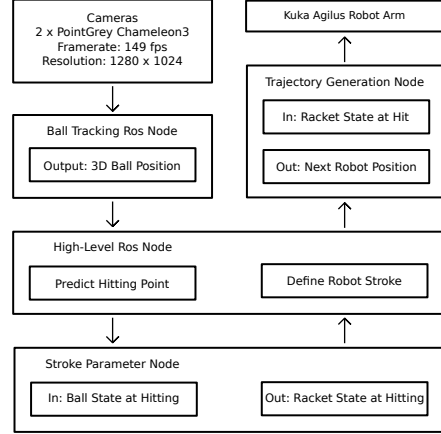 Cameras
2 x PointGrey Chameleon3
Framerate: 149 fps
Resolution: 1280 x 1024
Kuka Agilus Robot Arm
Trajectory Generation Node
In: Racket State at Hit
Out: Next Robot Position
Ball Tracking Ros Node
Output: 3D Ball Position
High-Level Ros Node
Predict Hitting Point
Define Robot Stroke
Stroke Parameter Node
In: Ball State at Hitting
Out: Racket State at Hitting